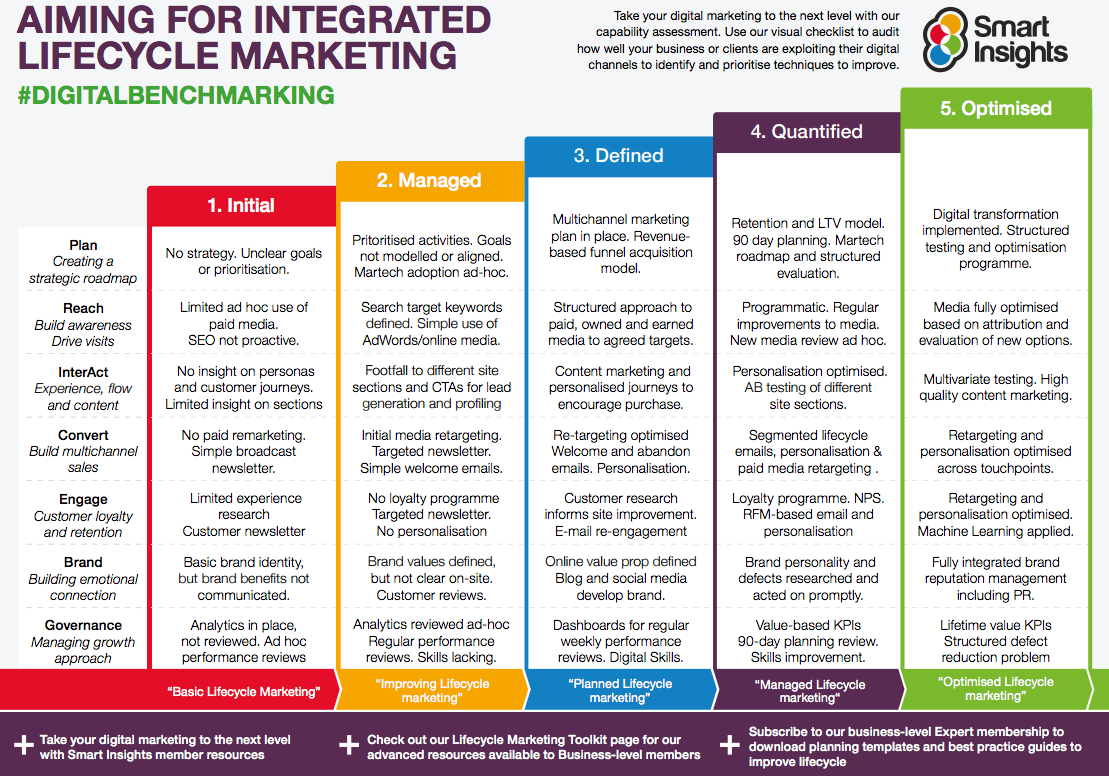 AIMING FOR INTEGRATED
LIFECYCLE MARKETING
#DIGITALBENCHMARKING
Take your digital marketing to the next level with our
capability assessment. Use our visual checklist to audit
how well your business or clients are exploiting their digital
channels to identify and prioritise techniques to improve.
Smart
Insights
1. Initial
2. Managed
3. Defined
4. Quantified
5. Optimised
Plan
Creating a
strategic roadmap
No strategy. Unclear goals
or prioritisation.
Pritoritised activities. Goals
not modelled or aligned.
Martech adoption ad-hoc.
Multichannel marketing
plan in place. Revenue-
based funnel acquisition
model.
Retention and LTV model.
90 day planning. Martech
roadmap and structured
evaluation.
Digital transformation
implemented. Structured
testing and optimisation
programme.
Reach
Build awareness
Drive visits
Limited ad hoc use of
paid media.
SEO not proactive.
Search target keywords
defined. Simple use of
AdWords/online media.
Structured approach to
paid, owned and earned
media to agreed targets.
Programmatic. Regular
improvements to media.
New media review ad hoc.
Media fully optimised
based on attribution and
evaluation of new options.
InterAct
Experience, flow
and content
No insight on personas
and customer journeys.
Limited insight on sections
Footfall to different site
sections and CTAs for lead
generation and profiling
Content marketing and
personalised journeys to
encourage purchase.
Personalisation optimised.
AB testing of different
site sections.
Multivariate testing. High
quality content marketing.
Convert
Build multichannel
sales
No paid remarketing.
Simple broadcast
newsletter.
Initial media retargeting.
Targeted newsletter.
Simple welcome emails.
Re-targeting optimised
Welcome and abandon
emails. Personalisation.
Segmented lifecycle
emails, personalisation &
paid media retargeting .
Retargeting and
personalisation optimised
across touchpoints.
Engage
Customer loyalty
and retention
Limited experience
research
Customer newsletter
No loyalty programme
Targeted newsletter.
No personalisation
Customer research
informs site improvement.
E-mail re-engagement
Loyalty programme. NPS.
RFM-based email and
personalisation
Retargeting and
personalisation optimised.
Machine Learning applied.
Brand
Building emotional
connection
Basic brand identity,
but brand benefits not
communicated.
Brand values defined,
but not clear on-site.
Customer reviews.
Online value prop defined
Blog and social media
develop brand.
Brand personality and
defects researched and
acted on promptly.
Fully integrated brand
reputation management
including PR.
Governance
Managing growth
approach
Analytics in place,
not reviewed. Ad hoc
performance reviews
Analytics reviewed ad-hoc
Regular performance
reviews. Skills lacking.
Dashboards for regular
weekly performance
reviews. Digital Skills.
Value-based KPIs
90-day planning review.
Skills improvement.
Lifetime value KPIs
Structured defect
reduction problem
“Basic Lifecycle Marketing”
“Improving Lifecycle
marketing”
“Planned Lifecycle
marketing”
“Managed Lifecycle
marketing“
“Optimised Lifecycle
marketing”
+ Take your digital marketing to the next level
with Smart Insights member resources
+ Check out our Lifecycle Marketing Toolkit page for our
advanced resources available to Business-level members
+ Subscribe to our business-level Expert membership to
download planning templates and best practice guides to
improve lifecycle